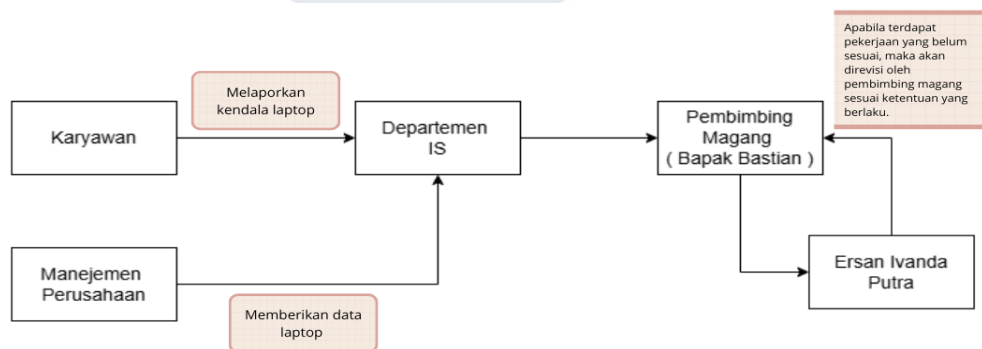 Apabila terdapat
pekerjaan yang belum
sesuai, maka akan
direvisi oleh
pembimbing magang
sesuai ketentuan yang
berlaku.
Melaporkan
kendala laptop
Karyawan
Departemen
IS
Pembimbing
Magang
( Bapak Bastian )
Manejemen
Perusahaan
Ersan Ivanda
Putra
Memberikan data
laptop